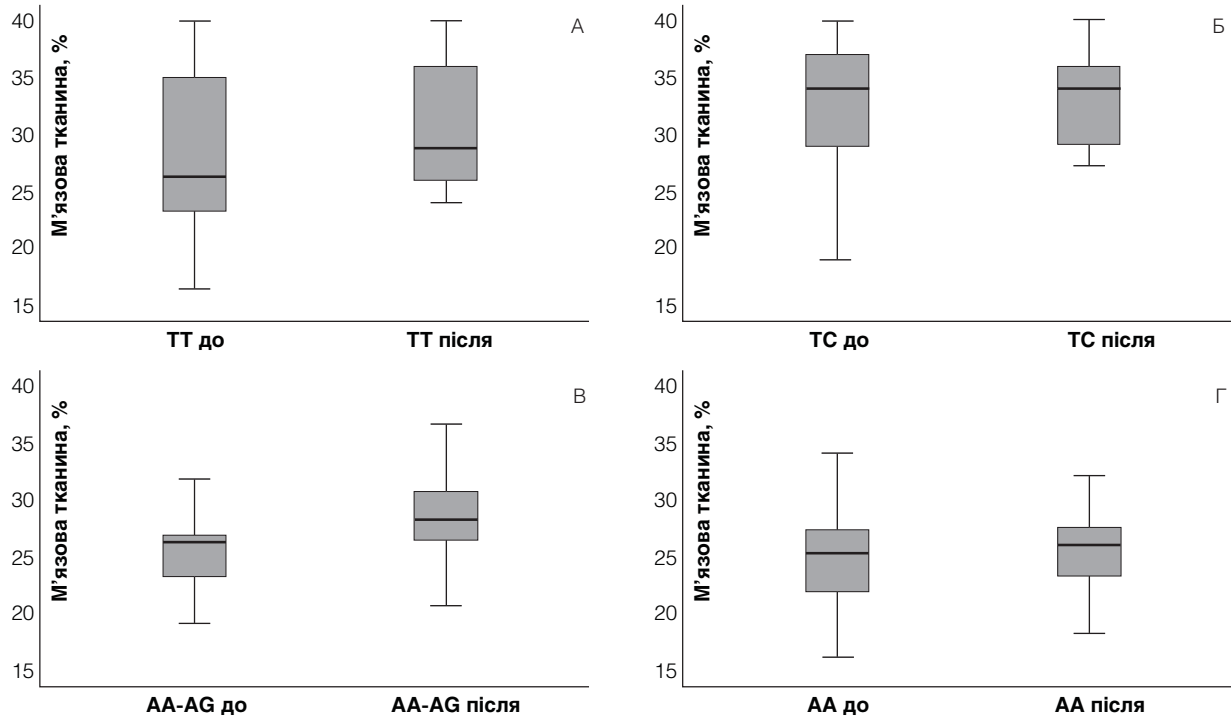 А
М’язова тканина, %
40
35
30
25
20
15
ТТ до
ТТ після
Б
М’язова тканина, %
40
35
30
25
20
15
ТС до
ТС після
В
М’язова тканина, %
40
35
30
25
20
15
AA-AG до
AA-AG після
Г
М’язова тканина, %
40
35
30
25
20
15
AA до
AA після